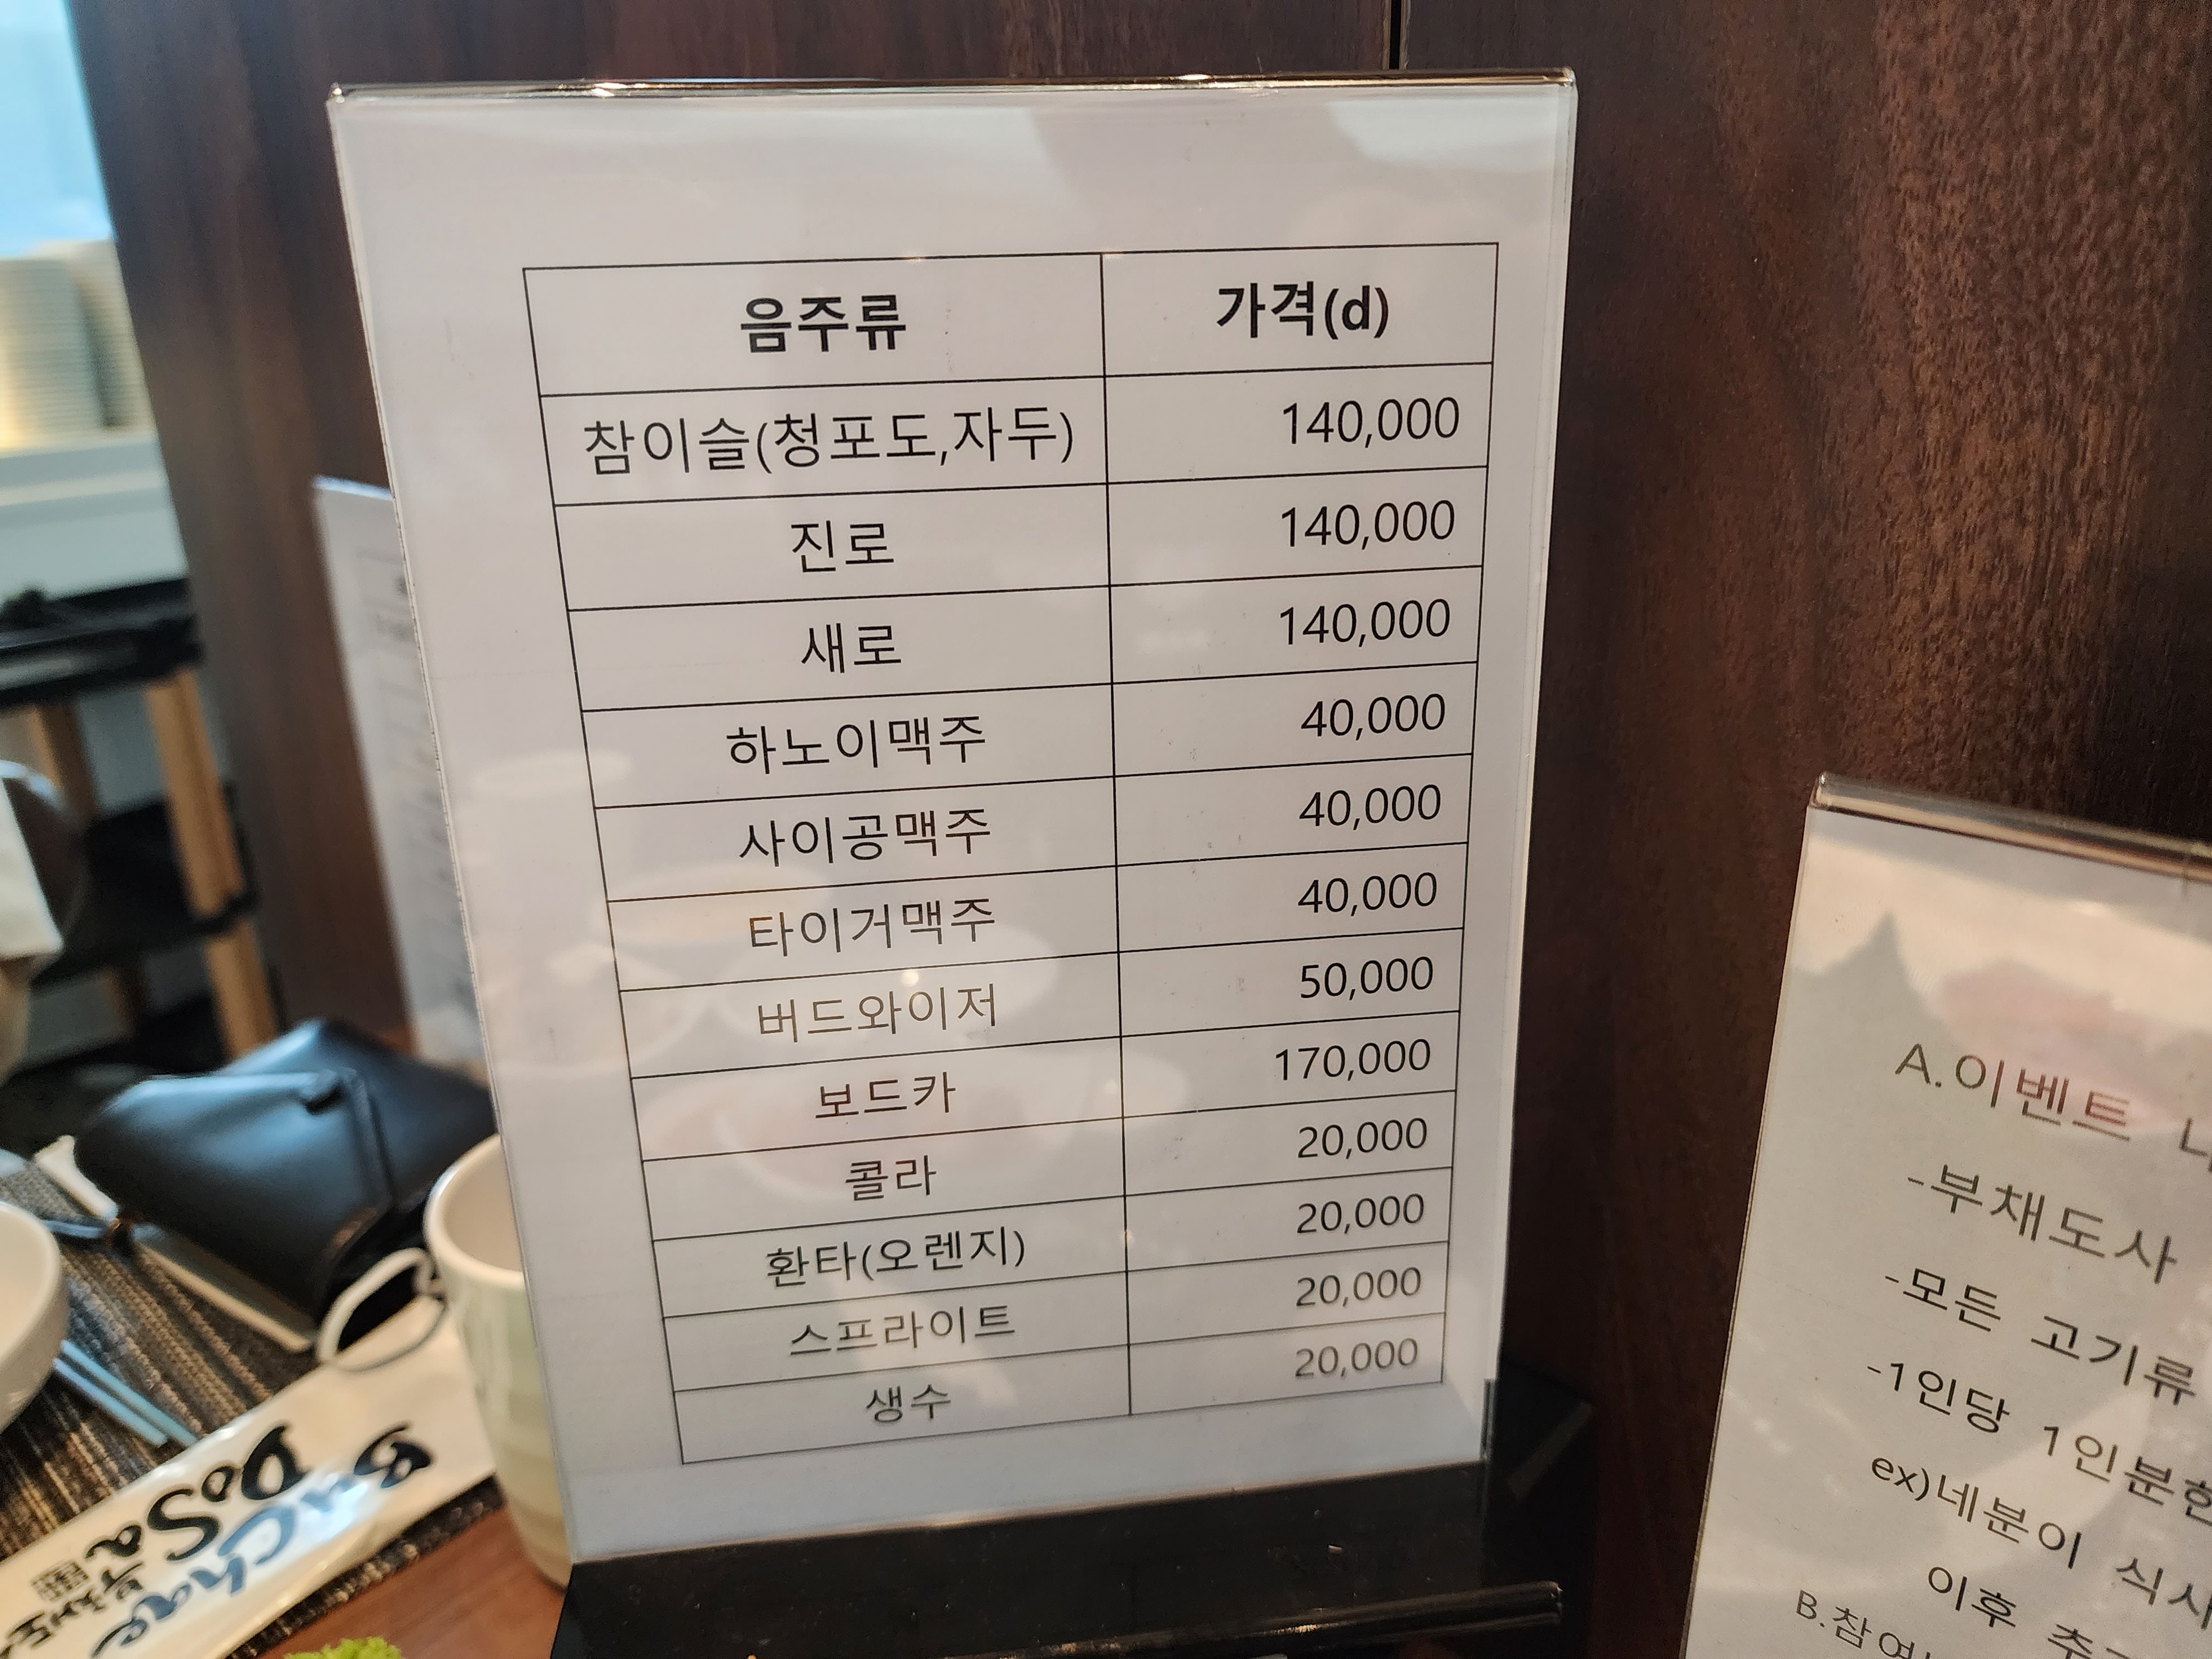 음주류 가격(d)
참이슬(청포도,자두) 140,000
진로 140,000
새로 140,000
하노이맥주 40,000
사이공맥주 40,000
타이거맥주 40,000
버드와이저 50,000
보드카 170,000
콜라 20,000
환타(오렌지) 20,000
스프라이트 20,000
생수 20,000
A.이벤트
-부채도사
-모든 고기류
-1인당 1인분한
ex)네분이 식사
이후
B.참여
BuChae
DoSa